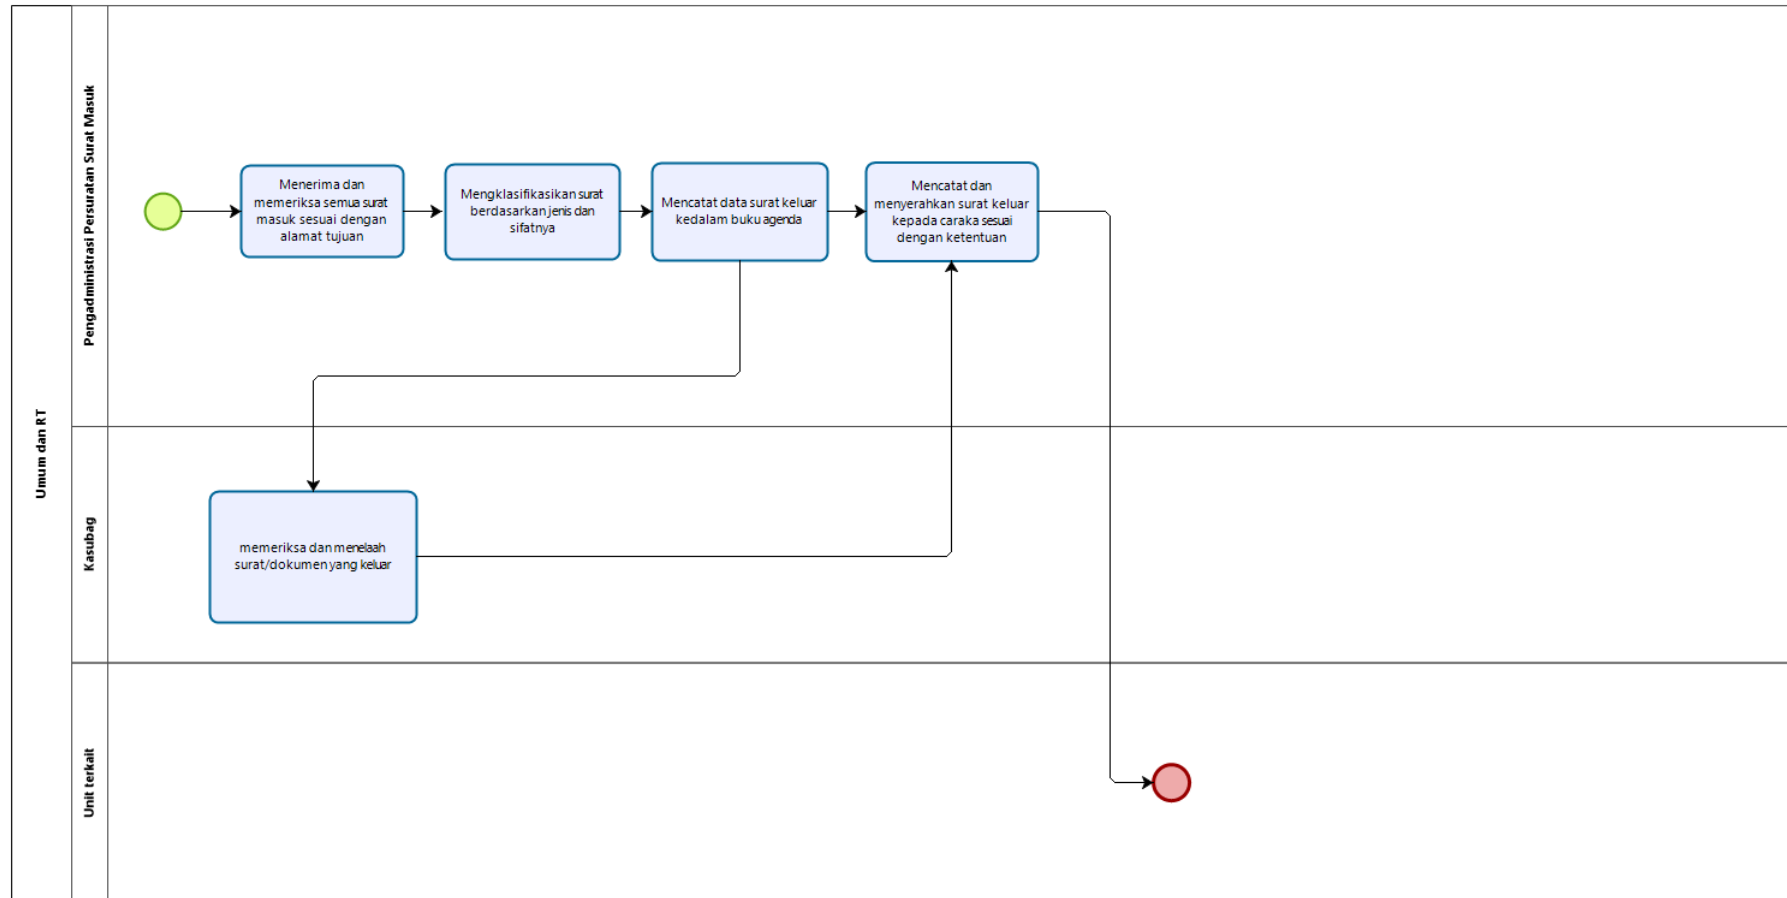 Umum dan RT
Pengadministrasi Persuratan Surat Masuk
Menerima dan
memeriksa semua surat
masuk sesuai dengan
alamat tujuan
Mengklasifikasikan surat
berdasarkan jenis dan
sifatnya
Mencatat data surat keluar
kedalam buku agenda
Mencatat dan
menyerahkan surat keluar
kepada caraka sesuai
dengan ketentuan
Kasubag
memeriksa dan menelaah
surat/dokumen yang keluar
Unit terkait